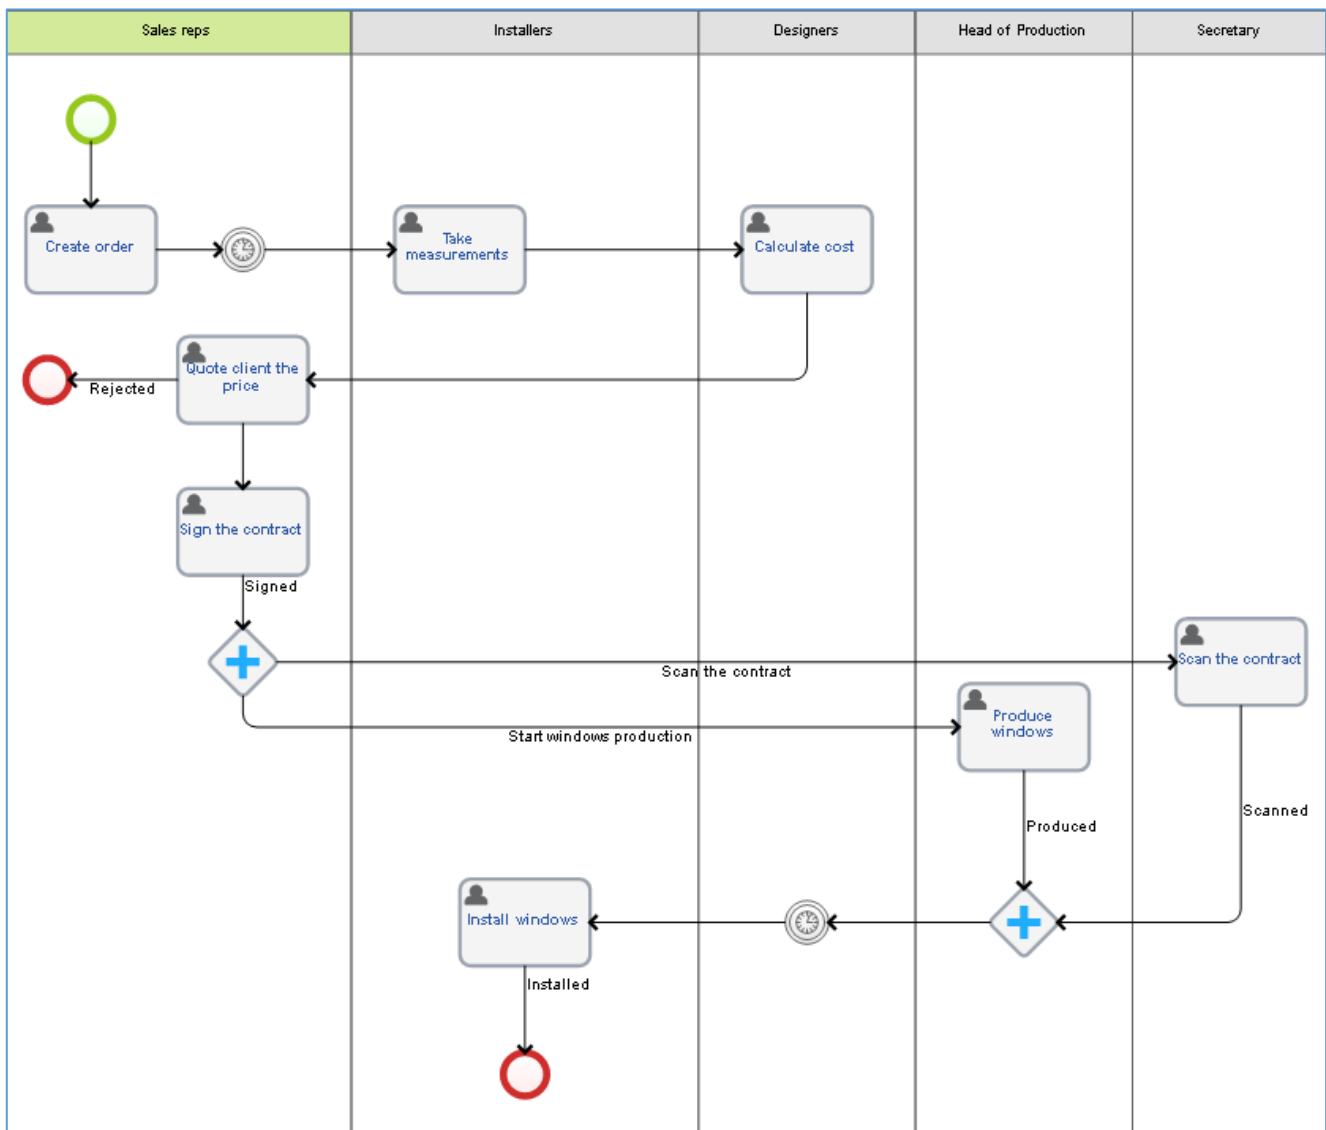 Sales reps
Installers
Designers
Head of Production
Secretary
Create order
Take
measurements
Calculate cost
Quote client the
price
Rejected
Sign the contract
Signed
Scan the contract
Scan the contract
Start windows production
Produce
windows
Scanned
Produced
Install windows
Installed